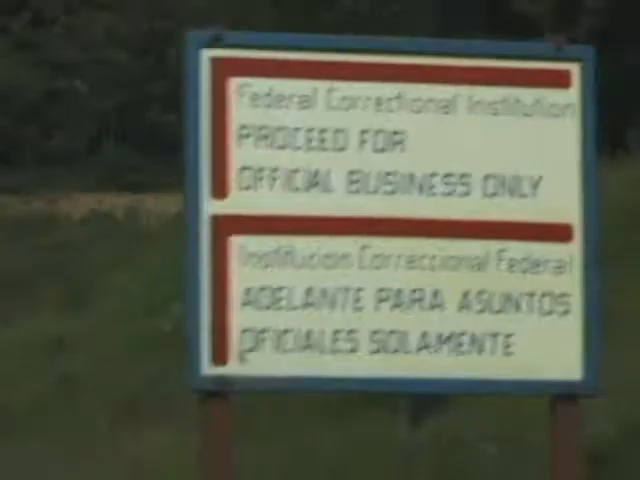 Federal Correctional Institution
PROCEED FOR
OFFICIAL BUSINESS ONLY
Institucion Correccional Federal
ADELANTE PARA ASUNTOS
OFICIALES SOLAMENTE